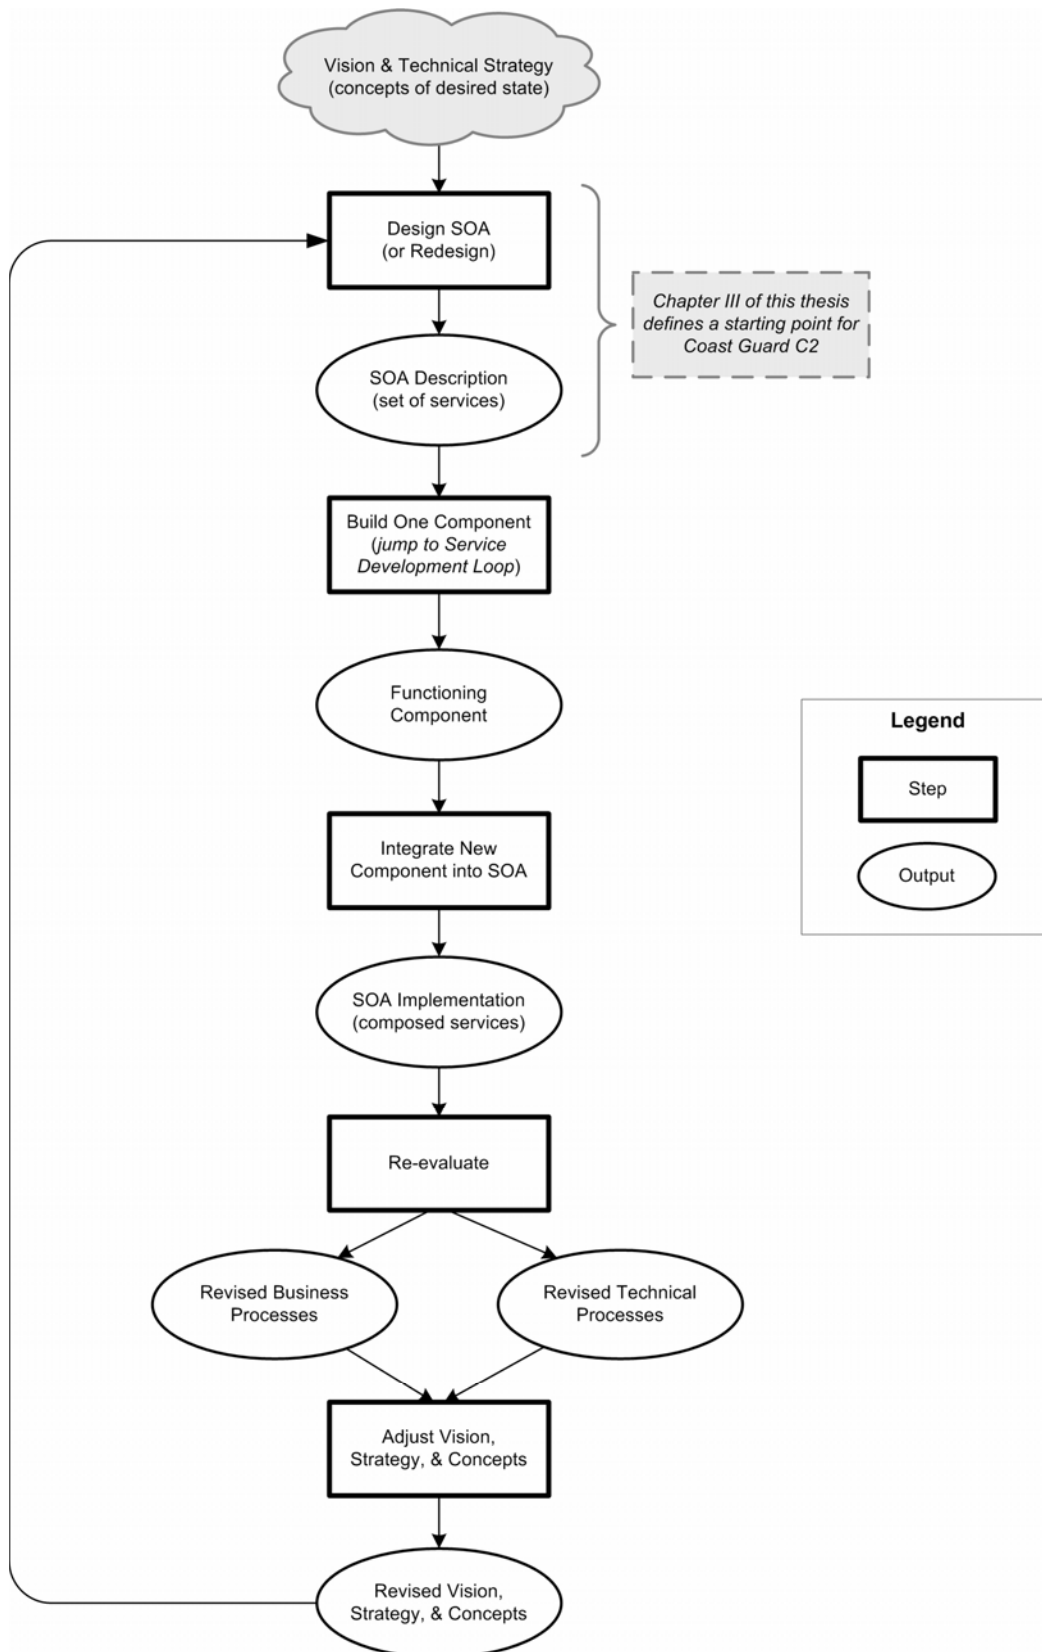 Vision & Technical Strategy
(concepts of desired state)
Design SOA
(or Redesign)
Chapter III of this thesis
defines a starting point for
Coast Guard C2
SOA Description
(set of services)
Build One Component
(jump to Service
Development Loop)
Functioning
Component
Legend
Step
Output
Integrate New
Component into SOA
SOA Implementation
(composed services)
Re-evaluate
Revised Business
Processes
Revised Technical
Processes
Adjust Vision,
Strategy, & Concepts
Revised Vision,
Strategy, & Concepts